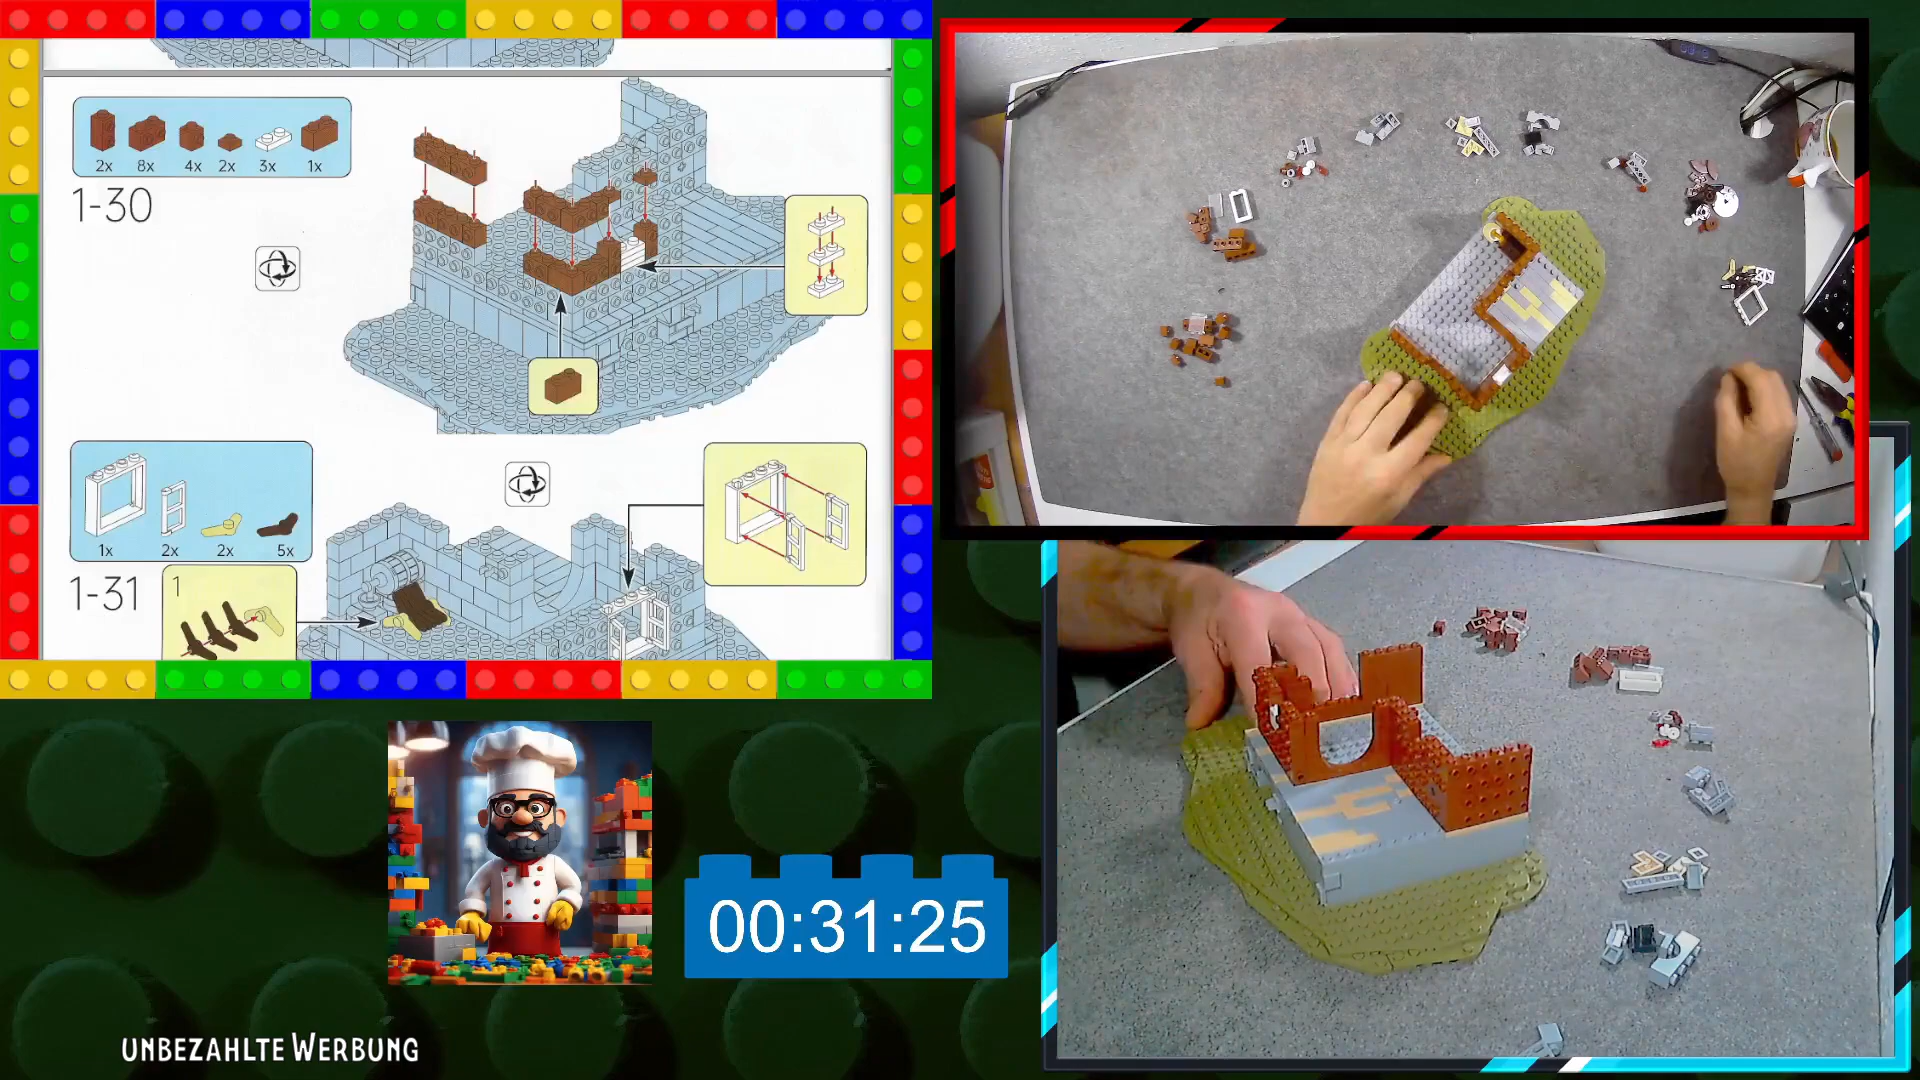 2x 8x 4x 2x 3x 1x
1-30
1x 2x 2x 5x
1-31
1
00:31:25
UNBEZAHLTE WERBUNG